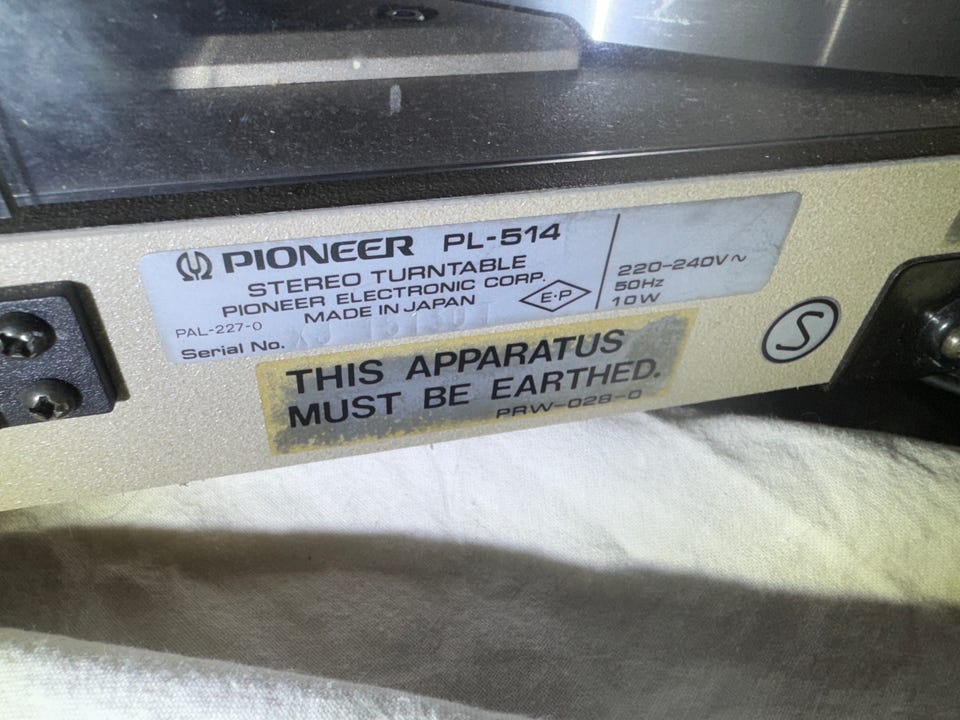 PIONEER PL-514
STEREO TURNTABLE
PIONEER ELECTRONIC CORP.
MADE IN JAPAN
E·P
PAL-227-0
Serial No.
220-240V~
50Hz
10W
THIS APPARATUS
MUST BE EARTHED.
PRW-028-0
S